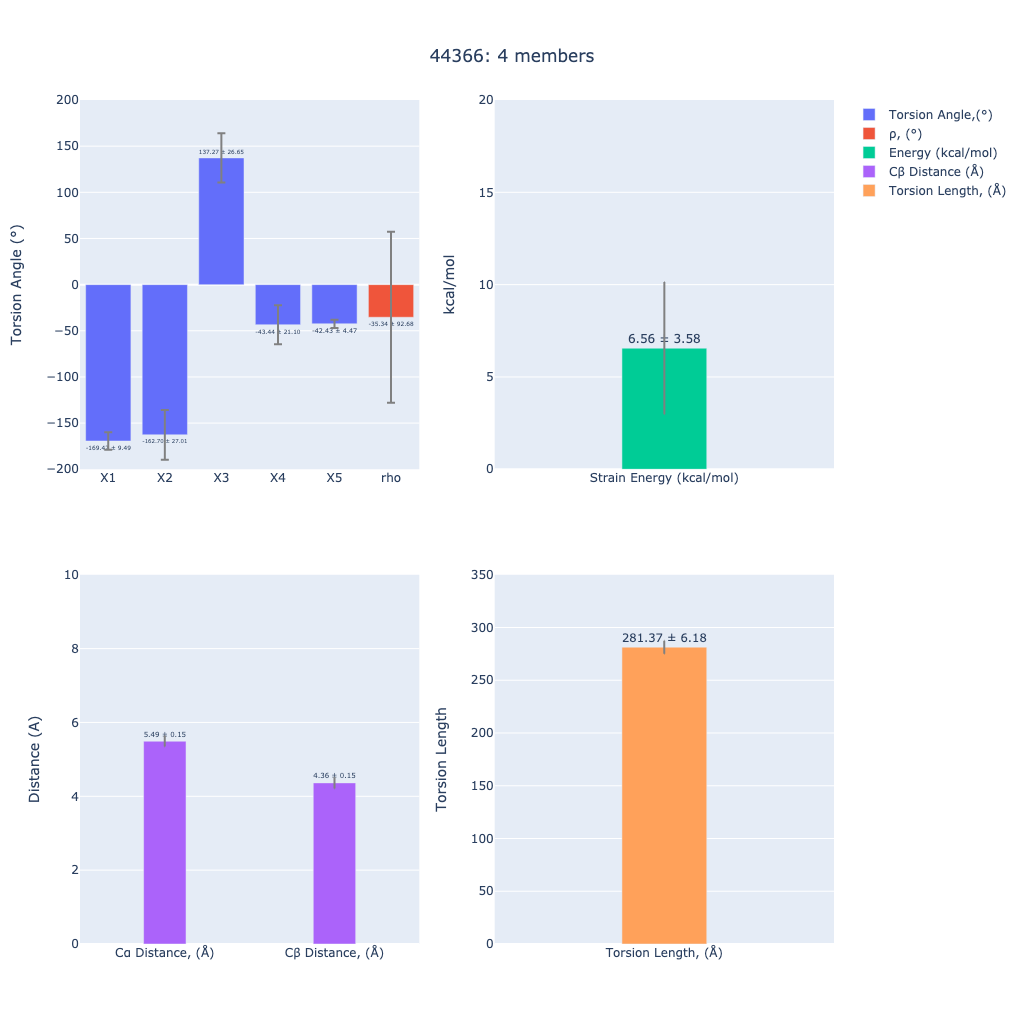 44366: 4 members
Torsion Angle (°)
200
150
100
50
0
−50
−100
−150
−200
137.27 ± 26.65
-43.44 ± 21.10
-42.43 ± 4.47
-35.34 ± 92.68
-162.70 ± 27.01
± 9.49
X1
X2
X3
X4
X5
rho
kcal/mol
20
15
10
5
0
6.56 ± 3.58
Strain Energy (kcal/mol)
Torsion Angle,(°)
ρ, (°)
Energy (kcal/mol)
Cβ Distance (Å)
Torsion Length, (Å)
Distance (A)
10
8
6
4
2
0
5.49 ± 0.15
4.36 ± 0.15
Cα Distance, (Å)
Cβ Distance, (Å)
Torsion Length
350
300
250
200
150
100
50
0
281.37 ± 6.18
Torsion Length, (Å)